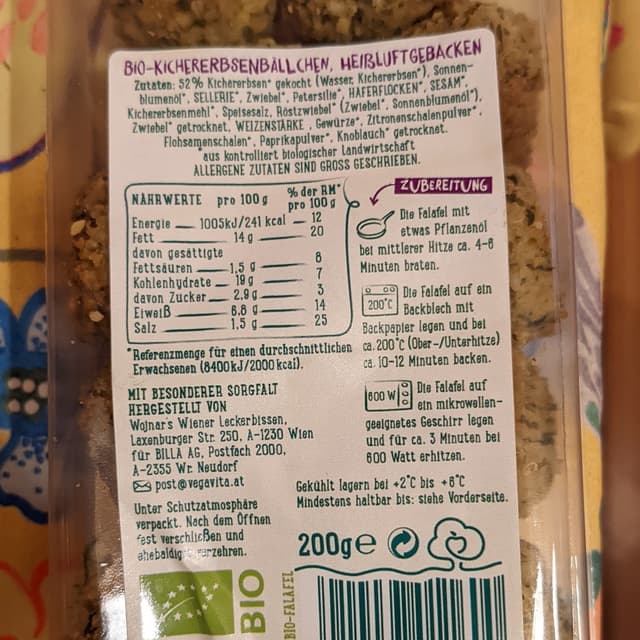 BIO-KICHERERBSENBÄLLCHEN, HEIßLUFTGEBACKEN
Zutaten: 52% Kichererbsen* gekocht (Wasser, Kichererbsen*), Sonnen-
blumenöl*, SELLERIE*, Zwiebel*, Petersilie*, HAFERFLOCKEN*, SESAM*,
Kichererbsenmehl*, Speisesalz, Röstzwiebel* (Zwiebel*, Sonnenblumenöl*),
Zwiebel* getrocknet, WEIZENSTÄRKE*, Gewürze*, Zitronenschalenpulver*,
Flohsamenschalen*, Paprikapulver*, Knoblauch* getrocknet.
*aus kontrolliert biologischer Landwirtschaft
ALLERGENE ZUTATEN SIND GROSS GESCHRIEBEN.
NÄHRWERTE pro 100 g % der RM* pro 100 g
Energie 1005kJ/241 kcal 12
Fett 14 g 20
davon gesättigte
Fettsäuren 1,5 g 8
Kohlenhydrate 19 g 7
davon Zucker 2,9 g 3
Eiweiß 6,8 g 14
Salz 1,5 g 25
*Referenzmenge für einen durchschnittlichen
Erwachsenen (8400kJ/2000kcal).
MIT BESONDERER SORGFALT
HERGESTELLT VON
Wojnar's Wiener Leckerbissen,
Laxenburger Str. 250, A-1230 Wien
für BILLA AG, Postfach 2000,
A-2355 Wr. Neudorf
post@vegavita.at
Unter Schutzatmosphäre
verpackt. Nach dem Öffnen
fest verschließen und
ehebaldigst verzehren.
ZUBEREITUNG
Die Falafel mit
etwas Pflanzenöl
bei mittlerer Hitze ca. 4-6
Minuten braten.
200°C
Die Falafel auf ein
Backblech mit
Backpapier legen und bei
ca. 200°C (Ober-/Unterhitze)
ca. 10-12 Minuten backen.
600 W
Die Falafel auf
ein mikrowellen-
geeignetes Geschirr legen
und für ca. 3 Minuten bei
600 Watt erhitzen.
Gekühlt lagern bei +2°C bis +6°C
Mindestens haltbar bis: siehe Vorderseite.
200g e
BIO
BIO-FALAFEL